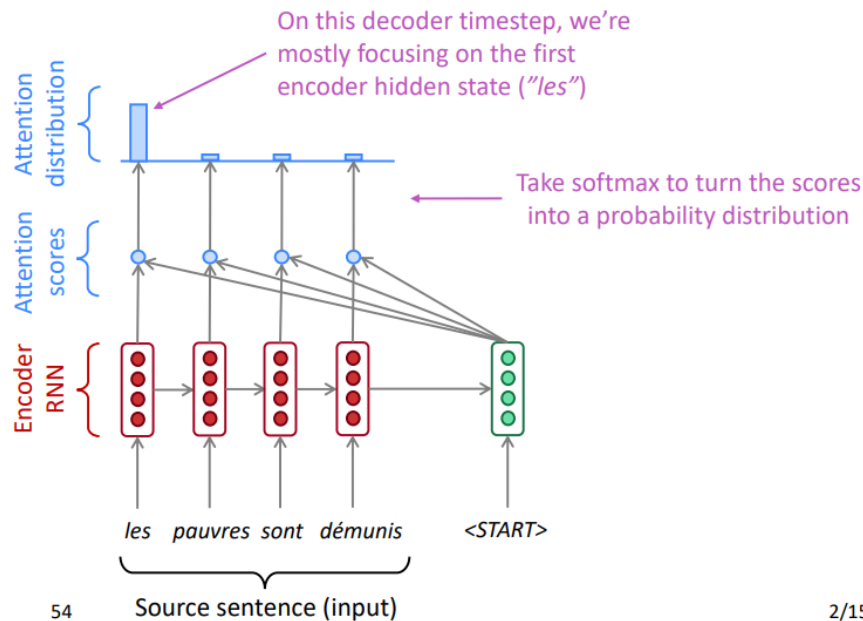 On this decoder timestep, we're
mostly focusing on the first
encoder hidden state ("les")
Attention
distribution
Take softmax to turn the scores
into a probability distribution
Attention
scores
Encoder
RNN
les pauvres sont démunis <START>
Source sentence (input)
54
2/15